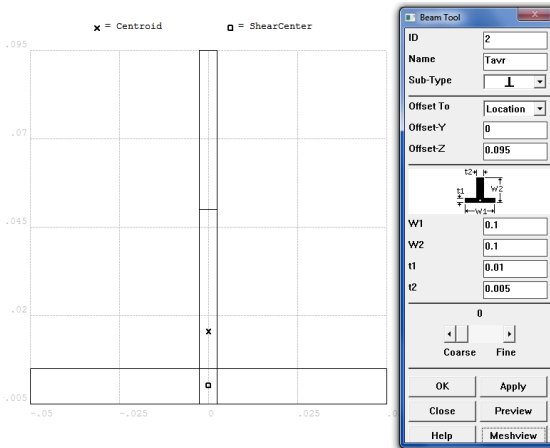 x = Centroid
= ShearCenter
.095
.07
.045
.02
.005
-.05
-.025
0
.025
Beam Tool
ID
2
Name
Tavr
Sub-Type
Offset To
Location
Offset-Y
0
Offset-Z
0.095
t2
t1
W2
W1
W1
0.1
W2
0.1
t1
0.01
t2
0.005
0
Coarse
Fine
OK
Apply
Close
Preview
Help
Meshview